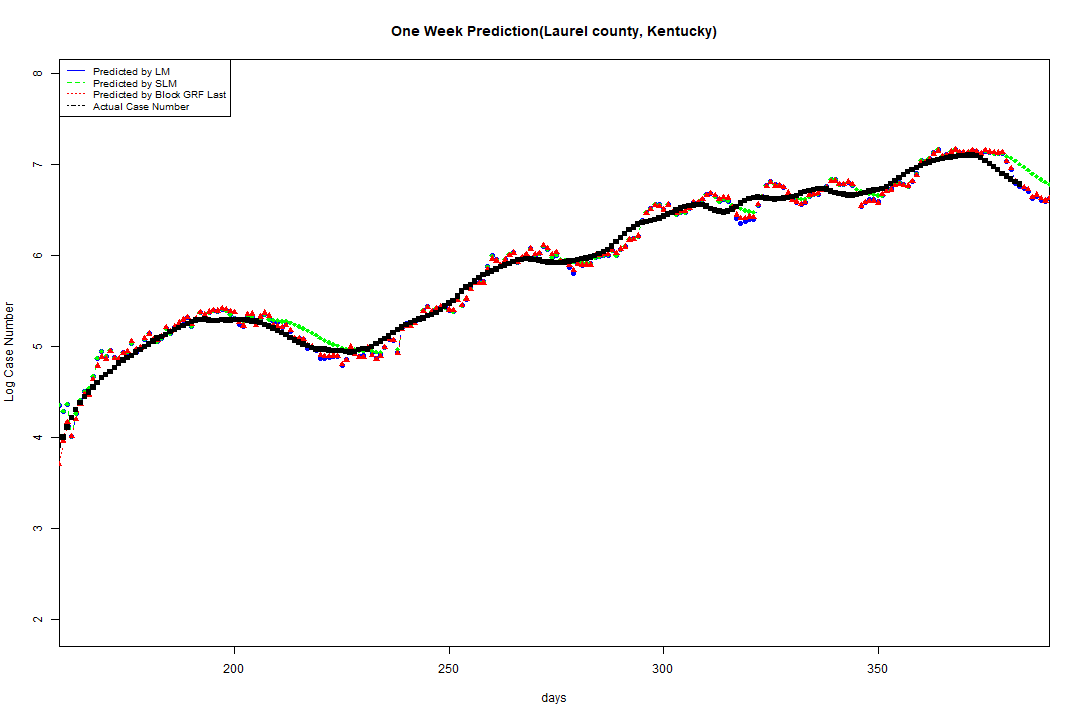 One Week Prediction(Laurel county, Kentucky)
Predicted by LM
Predicted by SLM
Predicted by Block GRF Last
Actual Case Number
8
7
6
5
4
3
2
Log Case Number
200
250
300
350
days